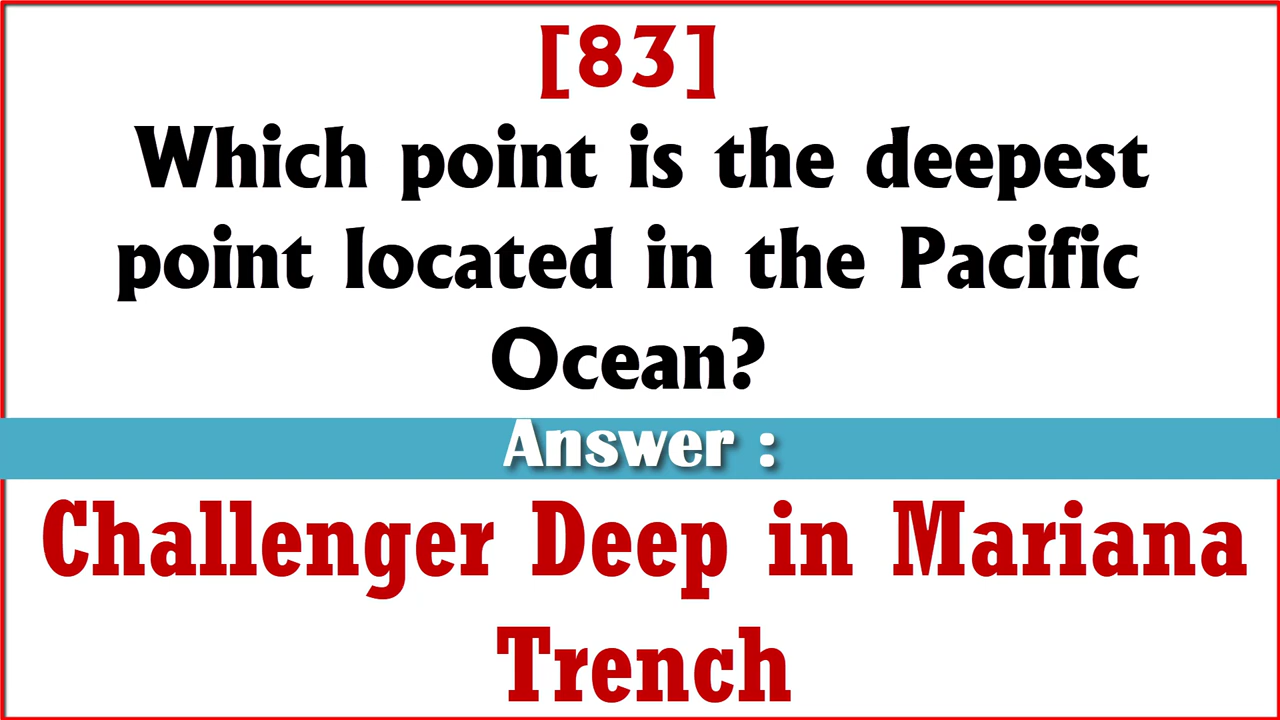 [83]
Which point is the deepest
point located in the Pacific
Ocean?
Answer :
Challenger Deep in Mariana
Trench